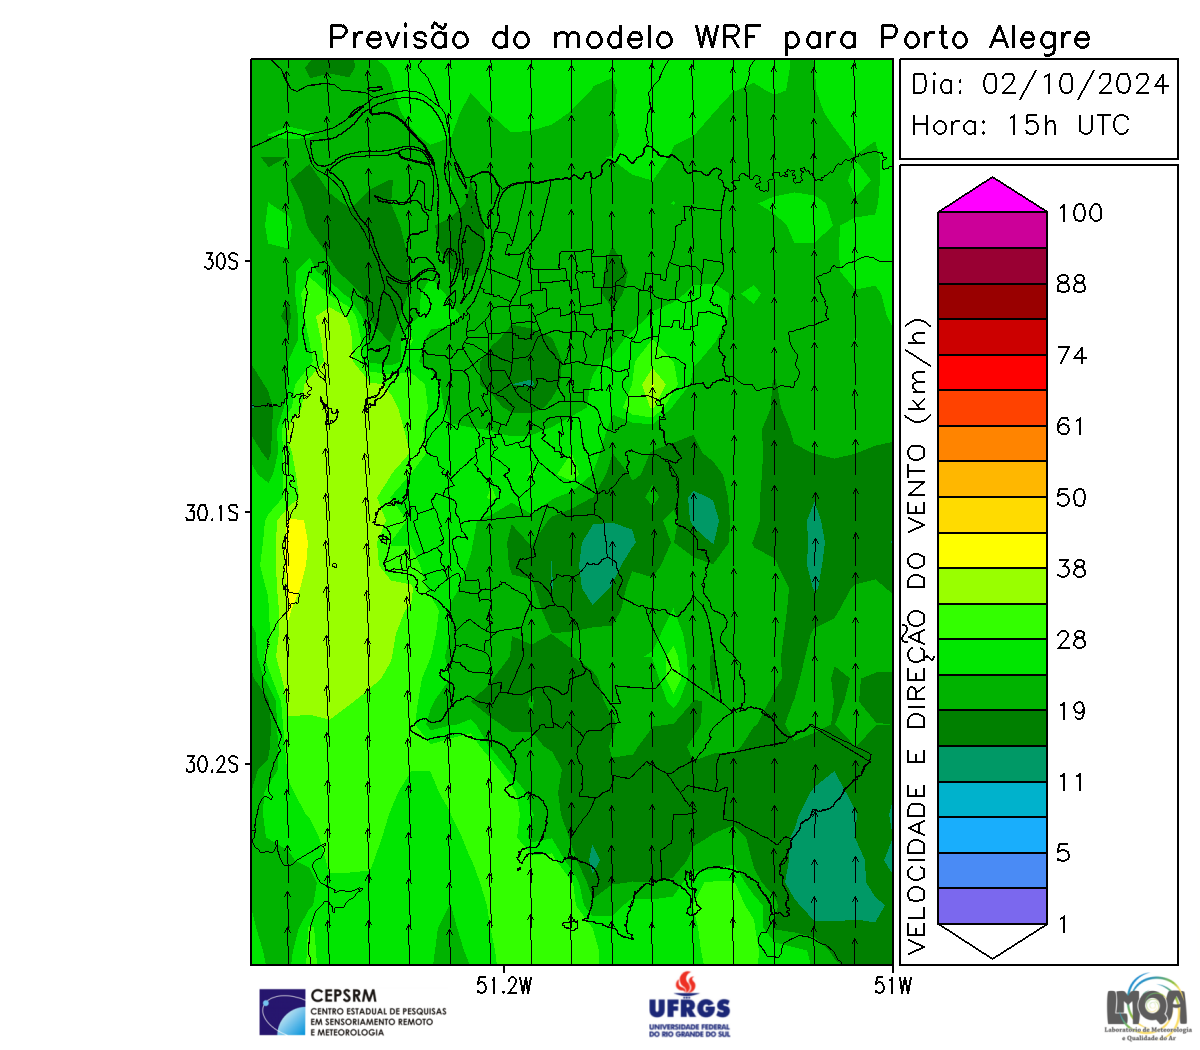 Previsão do modelo WRF para Porto Alegre
Dia: 02/10/2024
Hora: 15h UTC
30S
30.1S
30.2S
51.2W
51W
VELOCIDADE E DIREÇÃO DO VENTO (km/h)
100
88
74
61
50
38
28
19
11
5
1
CEPSRM
CENTRO ESTADUAL DE PESQUISAS
EM SENSORIAMENTO REMOTO
E METEOROLOGIA
UFRGS
UNIVERSIDADE FEDERAL
DO RIO GRANDE DO SUL
LMQA
Laboratório de Meteorologia
e Qualidade do Ar